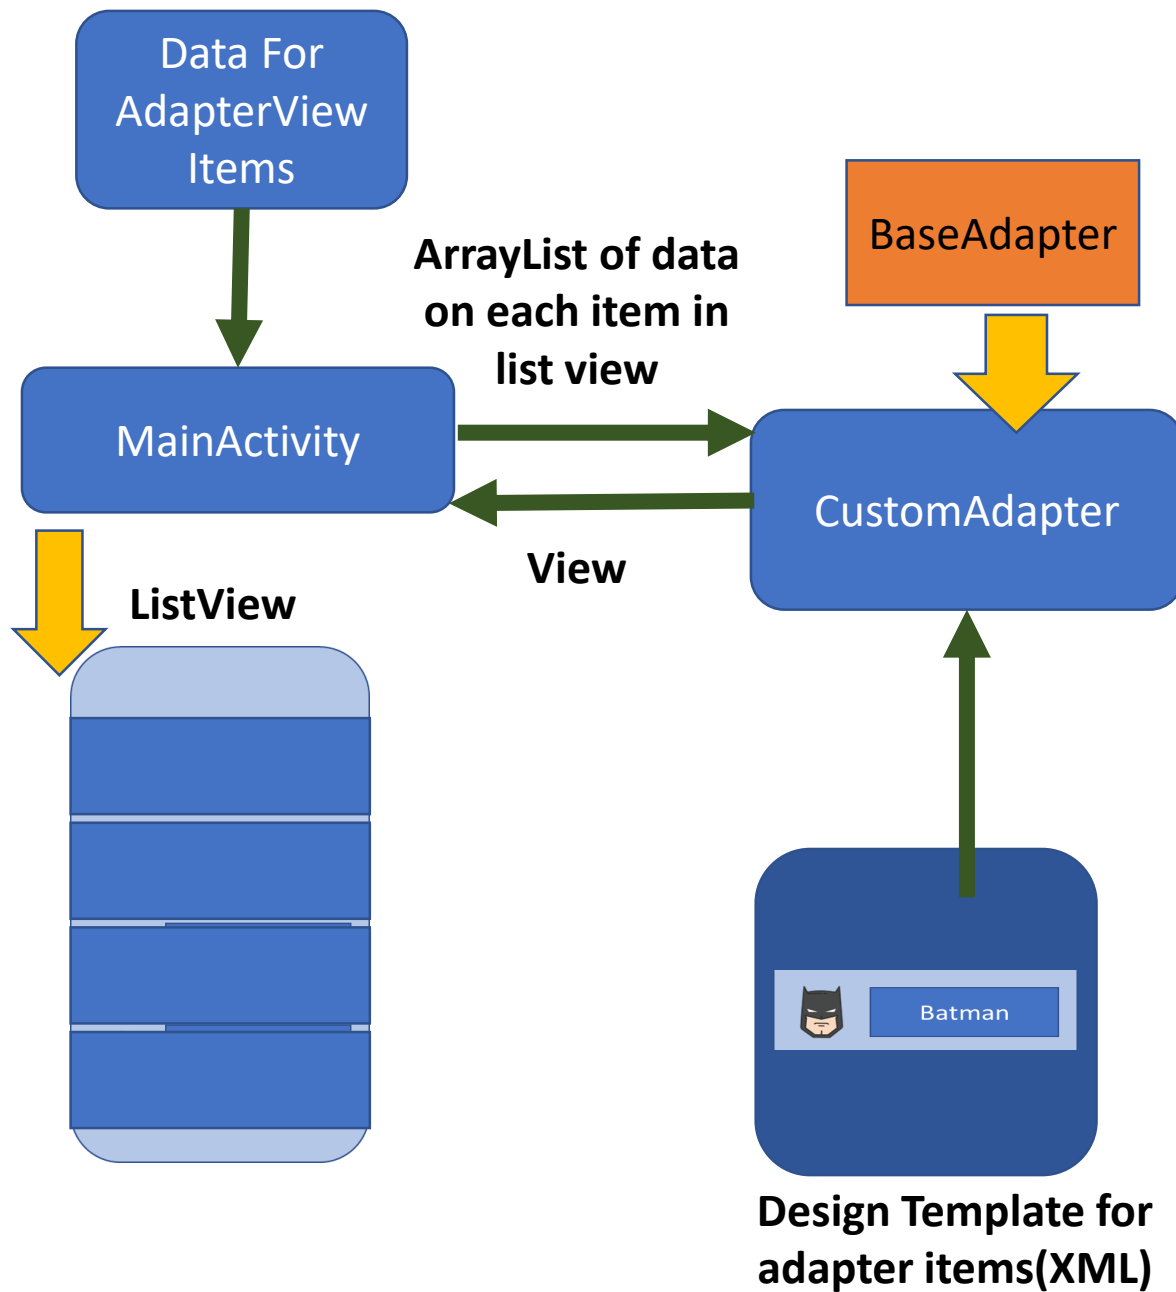 Data For
AdapterView
Items
BaseAdapter
ArrayList of data
on each item in
list view
MainActivity
CustomAdapter
View
ListView
Batman
Design Template for
adapter items(XML)